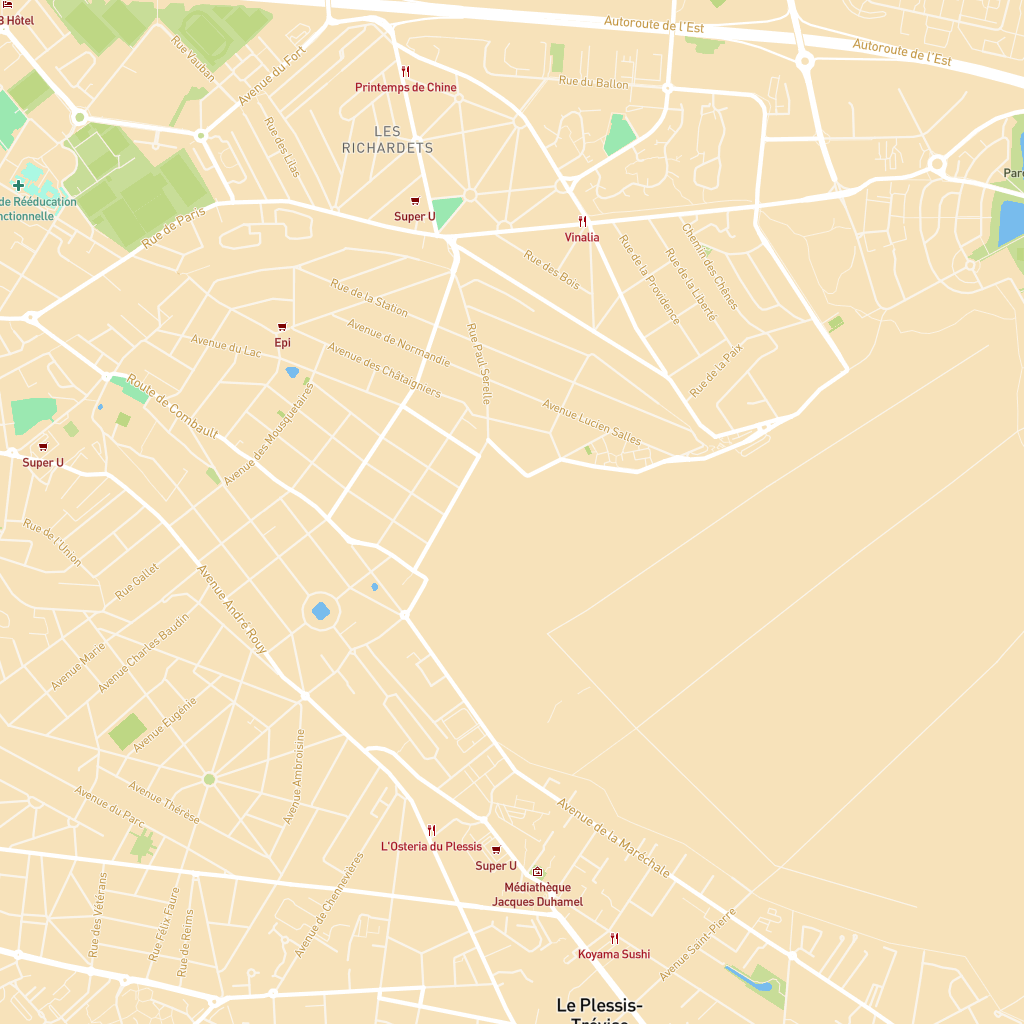 B Hôtel
Autoroute de l'Est
Autoroute de l'Est
Rue Vauban
Avenue du Fort
Printemps de Chine
Rue du Ballon
LES
RICHARDETS
Rue des Lilas
Parc
de Rééducation
nctionnelle
Super U
Rue de Paris
Vinalia
Chemin des Chênes
Rue de la Liberté
Rue de la Providence
Rue des Bois
Rue de la Station
Epi
Avenue du Lac
Avenue de Normandie
Avenue des Châtaigniers
Rue Paul Serelle
Rue de la Paix
Route de Combault
Avenue Lucien Salles
Avenue des Mousquetaires
Super U
Rue de l'Union
Rue Gallet
Avenue André Rouy
Avenue Marie
Avenue Charles Baudin
Avenue Eugénie
Avenue Ambroisine
Avenue Thérèse
Avenue du Parc
Avenue de la Maréchale
L'Osteria du Plessis
Super U
Médiathèque
Jacques Duhamel
Rue des Vétérans
Rue Félix Faure
Rue de Reims
Avenue de Chennevières
Avenue Saint-Pierre
Koyama Sushi
Le Plessis-
Trévise